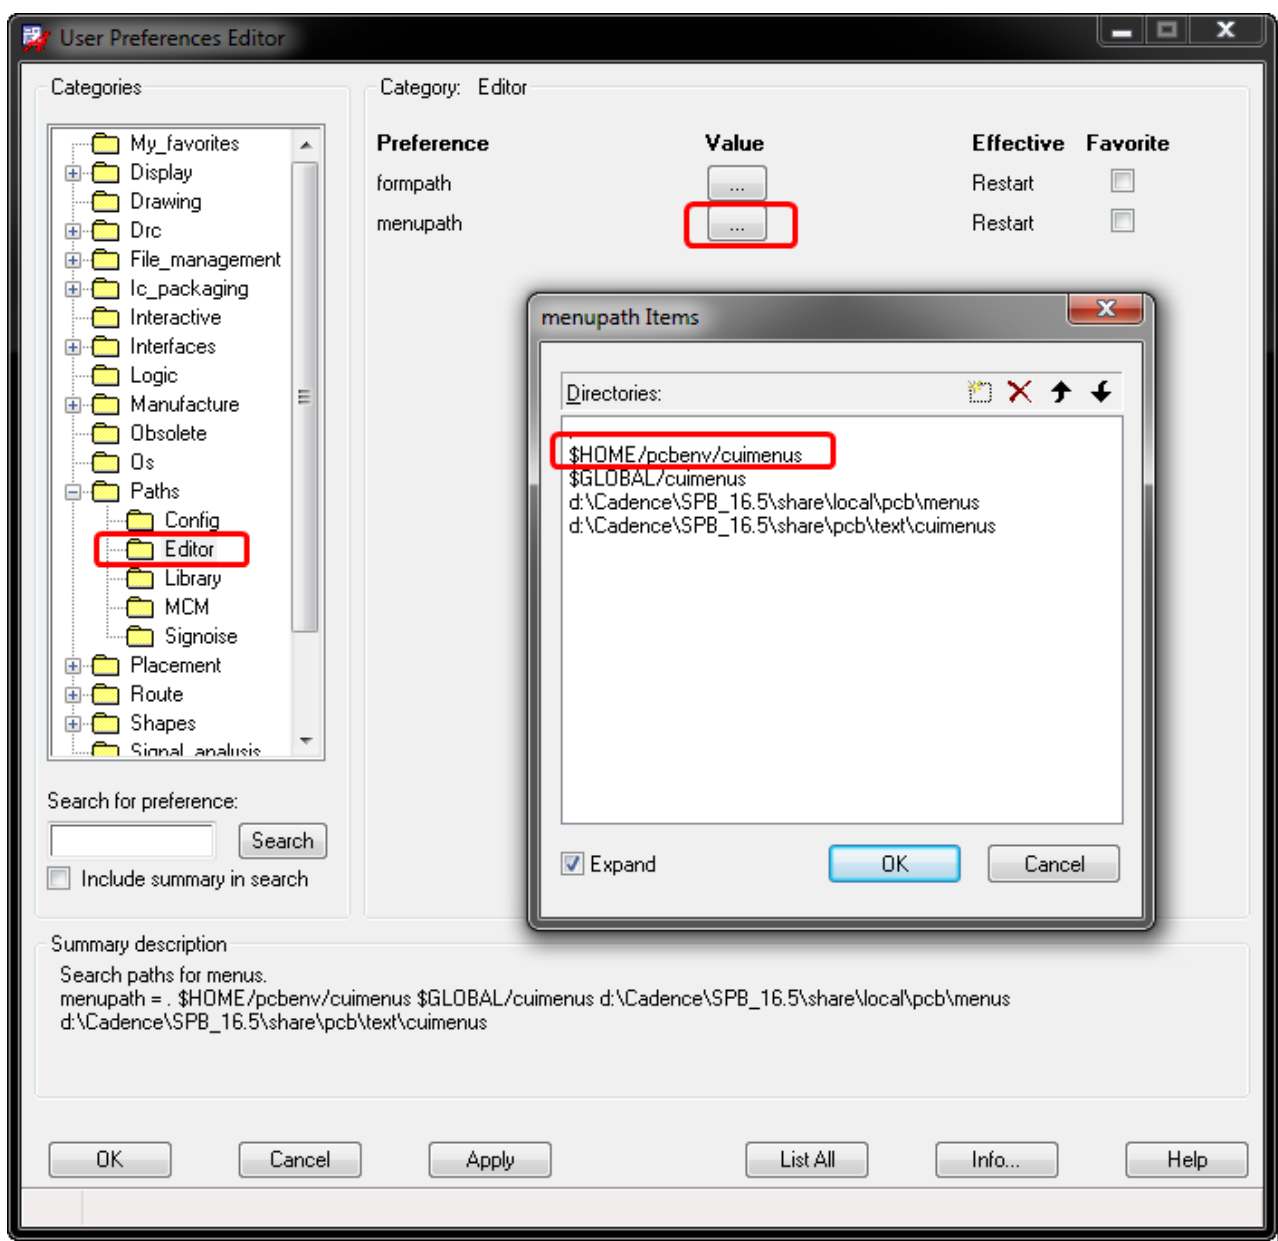 User Preferences Editor
Categories
My_favorites
Display
Drawing
Drc
File_management
Ic_packaging
Interactive
Interfaces
Logic
Manufacture
Obsolete
Os
Paths
Config
Editor
Library
MCM
Signoise
Placement
Route
Shapes
Signal_analysis
Search for preference:
Search
Include summary in search
Category: Editor
Preference Value Effective Favorite
formpath ... Restart
menupath ... Restart
menupath Items
Directories:
.
$HOME/pcbenv/cuimenus
$GLOBAL/cuimenus
d:\Cadence\SPB_16.5\share\local\pcb\menus
d:\Cadence\SPB_16.5\share\pcb\text\cuimenus
Expand OK Cancel
Summary description
Search paths for menus.
menupath = . $HOME/pcbenv/cuimenus $GLOBAL/cuimenus d:\Cadence\SPB_16.5\share\local\pcb\menus
d:\Cadence\SPB_16.5\share\pcb\text\cuimenus
OK Cancel Apply List All Info... Help